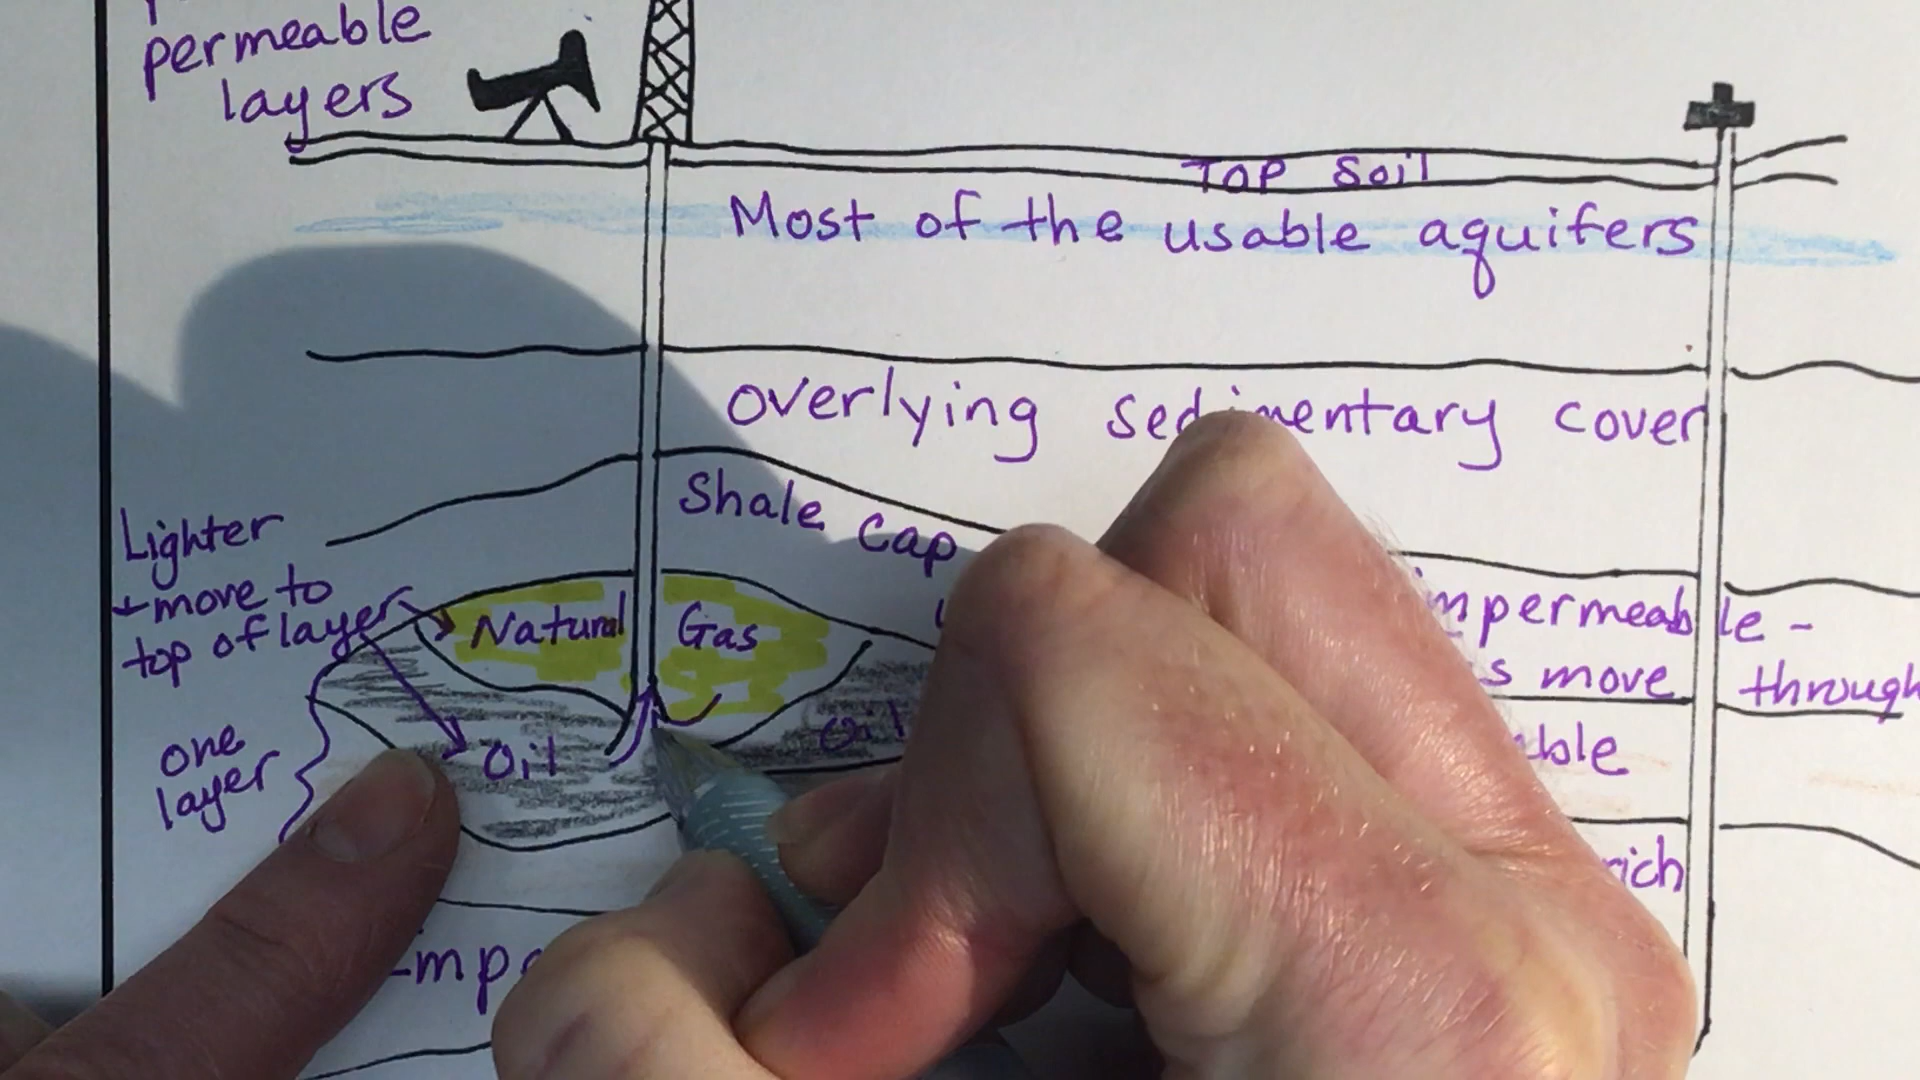 permeable
layers
Top Soil
Most of the usable aquifers
overlying sedimentary cover
Shale Cap
Lighter
+ move to
top of layer
Natural Gas
impermeable -
move through
one
layer
Oil
Oil
rich